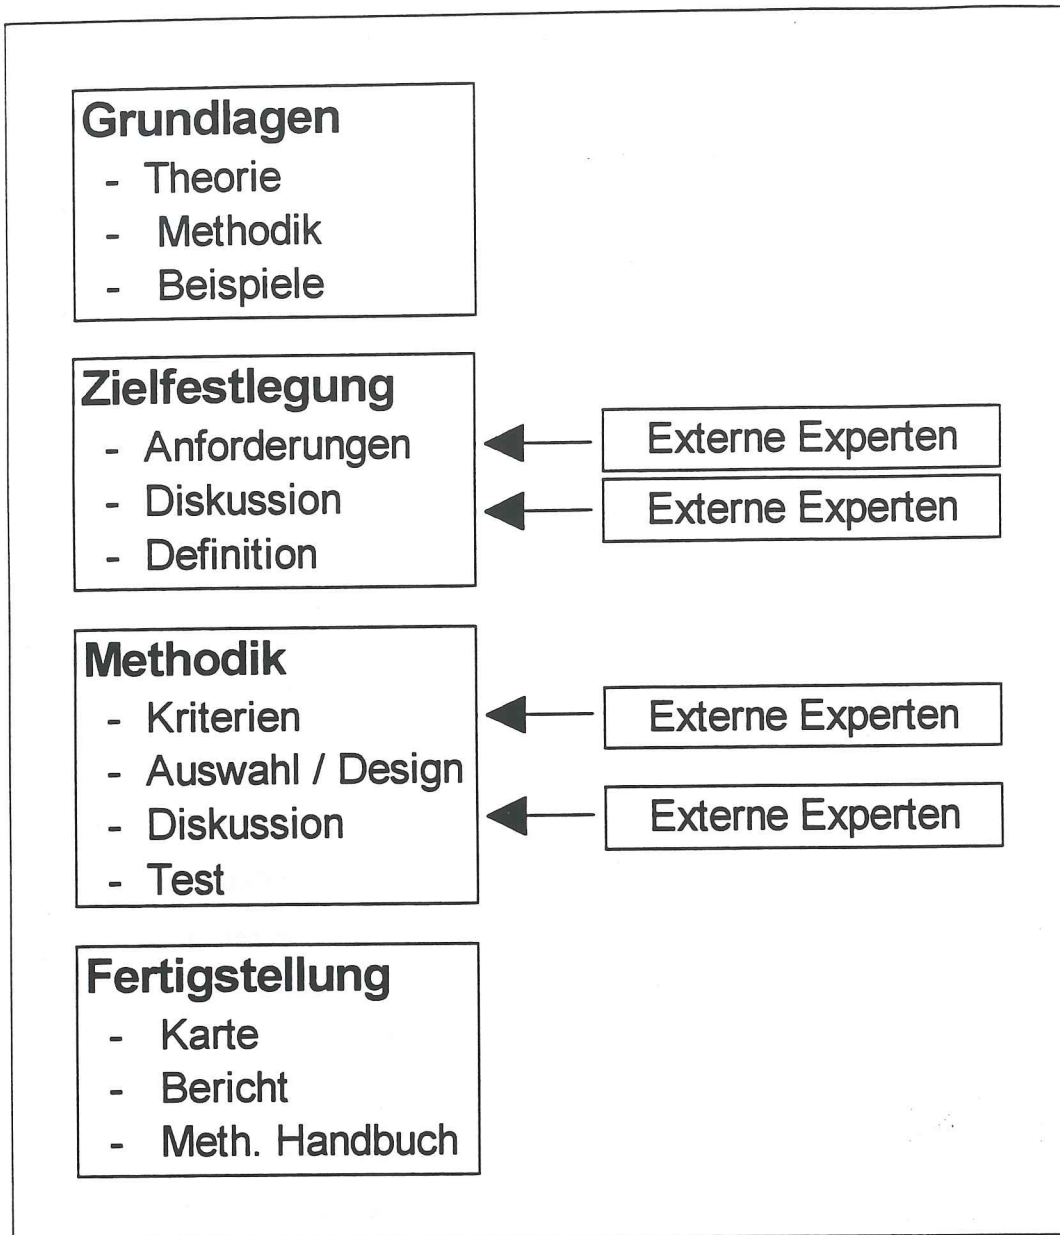 Grundlagen
- Theorie
- Methodik
- Beispiele
Zielfestlegung
- Anforderungen
- Diskussion
- Definition
Externe Experten
Externe Experten
Methodik
- Kriterien
- Auswahl / Design
- Diskussion
- Test
Externe Experten
Externe Experten
Fertigstellung
- Karte
- Bericht
- Meth. Handbuch